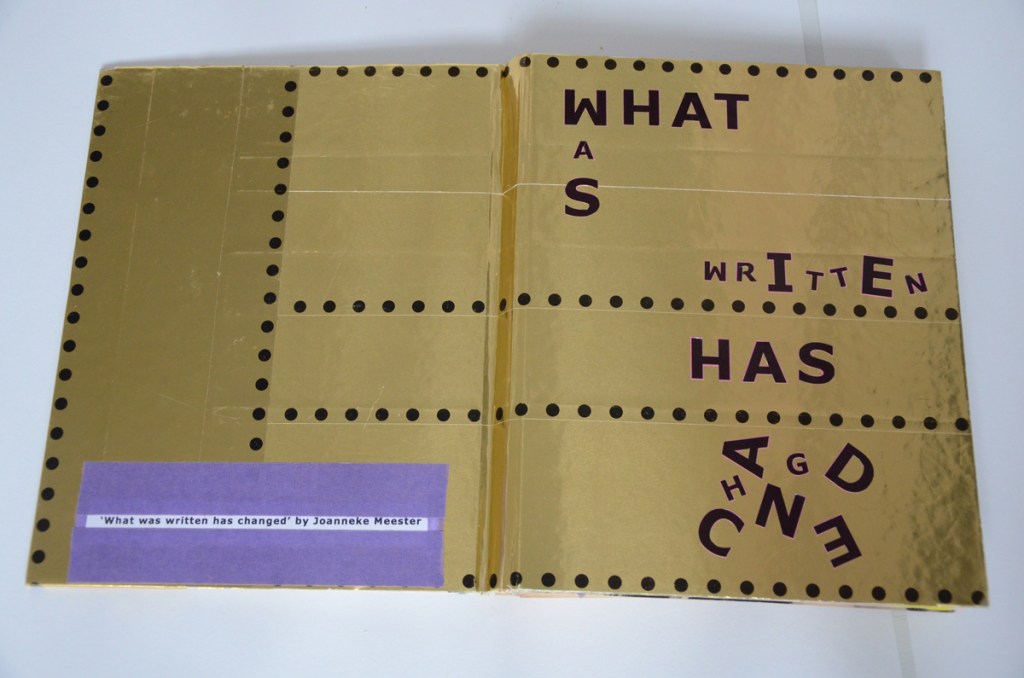 WHAT
A
S
WRITTEN
HAS
CHANGED
'What was written has changed' by Joanneke Meester